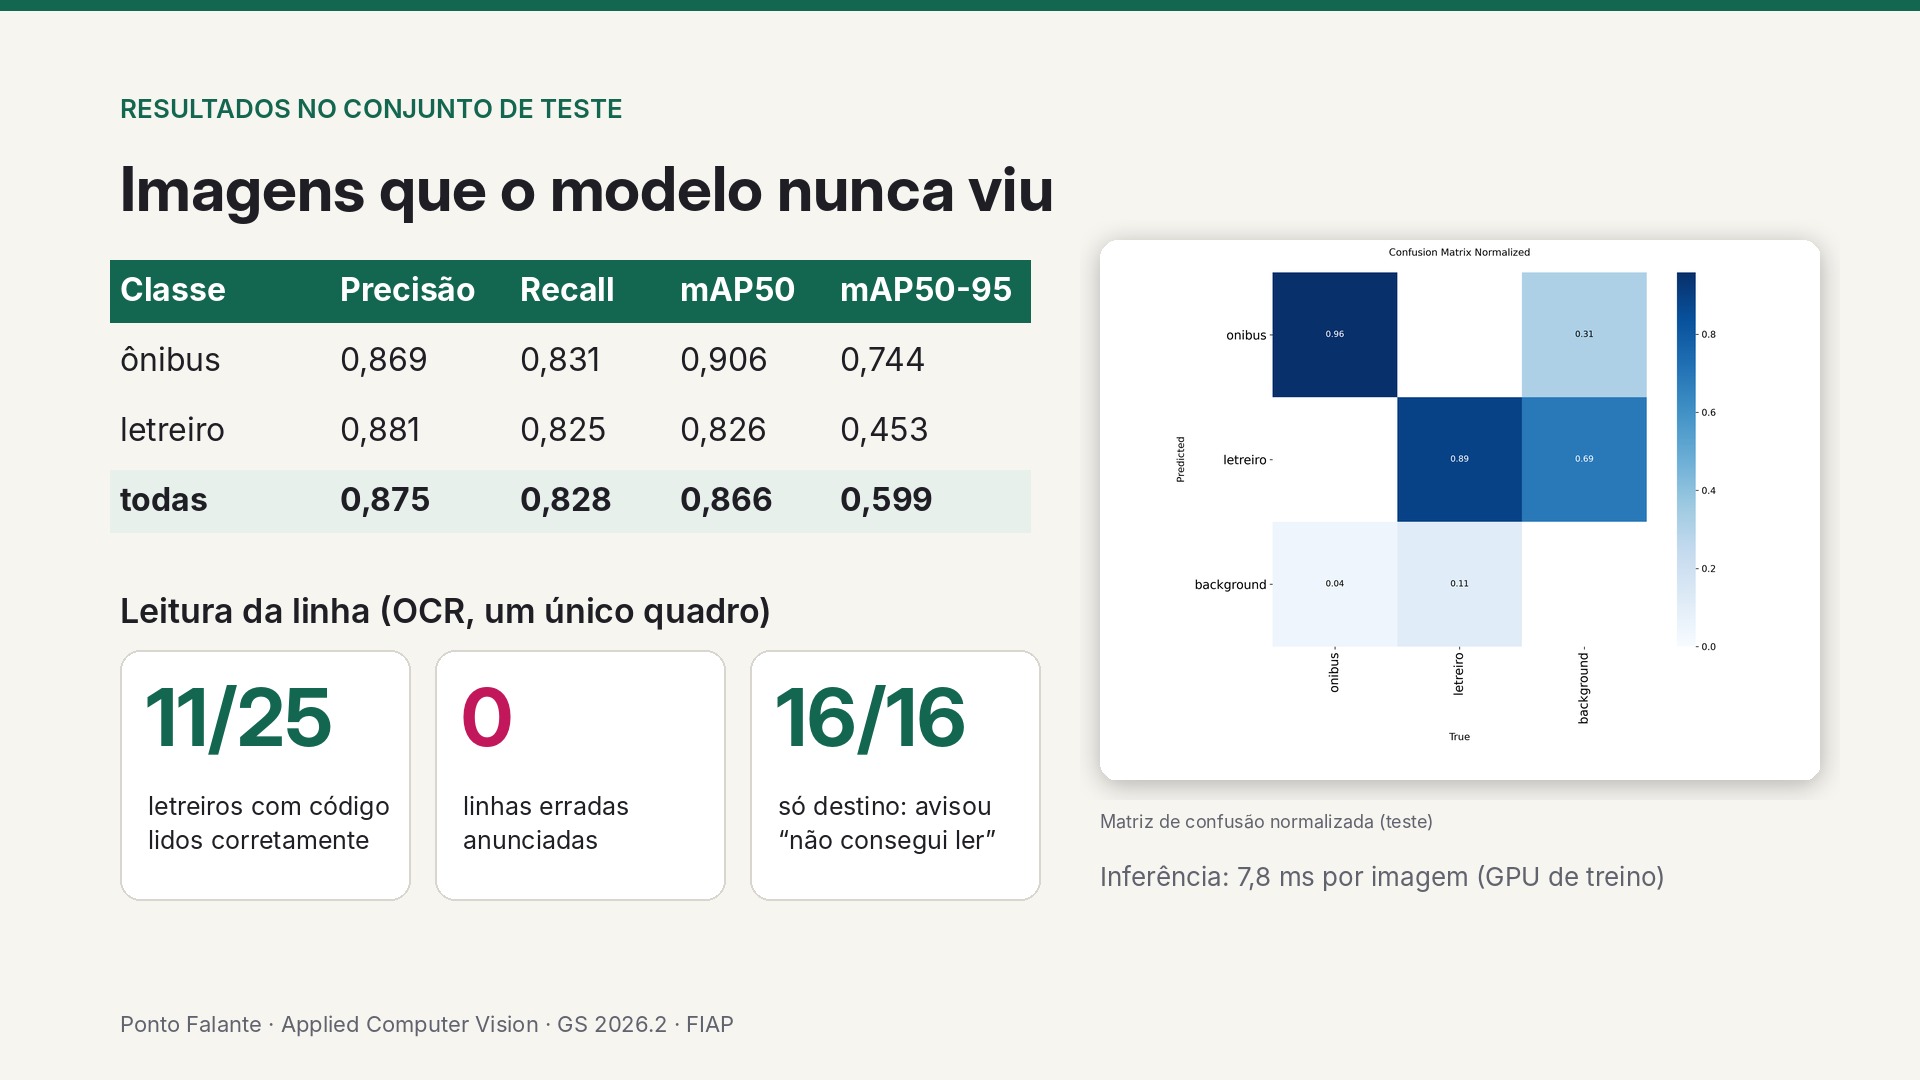 RESULTADOS NO CONJUNTO DE TESTE
Imagens que o modelo nunca viu
Classe Precisão Recall mAP50 mAP50-95
ônibus 0,869 0,831 0,906 0,744
letreiro 0,881 0,825 0,826 0,453
todas 0,875 0,828 0,866 0,599
Leitura da linha (OCR, um único quadro)
11/25
letreiros com código
lidos corretamente
0
linhas erradas
anunciadas
16/16
só destino: avisou
“não consegui ler”
Confusion Matrix Normalized
Predicted
onibus 0.96 0.31
letreiro 0.89 0.69
background 0.04 0.11
onibus letreiro background
True
0.8
0.6
0.4
0.2
0.0
Matriz de confusão normalizada (teste)
Inferência: 7,8 ms por imagem (GPU de treino)
Ponto Falante · Applied Computer Vision · GS 2026.2 · FIAP